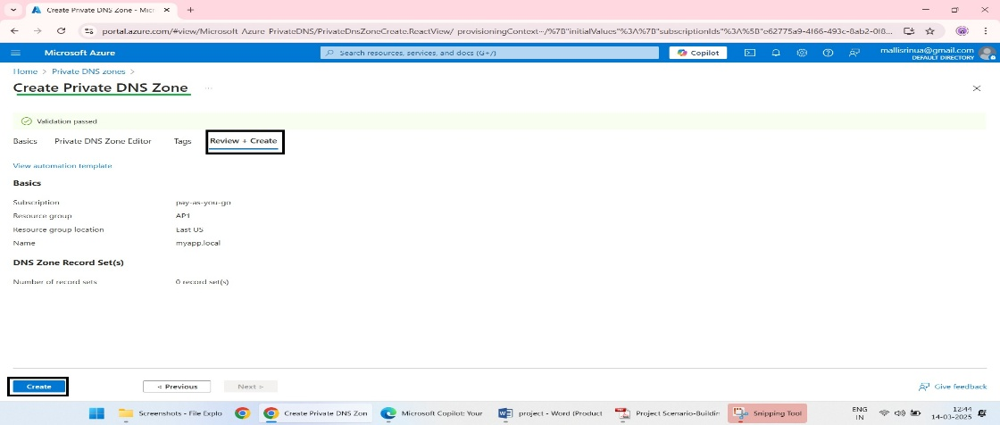 Create Private DNS Zone - Micr
portal.azure.com/#view/Microsoft_Azure_PrivateDNS/PrivateDnsZoneCreate.ReactView/_provisioningContext~/%7B"initialValues"%3A%7B"subscriptionIds"%3A%5B"e62775a9-4f66-493c-8ab2-0f8...
Microsoft Azure
Search resources, services, and docs (G+/)
Copilot
mallisrinua@gmail.com
DEFAULT DIRECTORY
Home > Private DNS zones >
Create Private DNS Zone ...
Validation passed
Basics Private DNS Zone Editor Tags Review + Create
View automation template
Basics
Subscription pay-as-you-go
Resource group AP1
Resource group location East US
Name myapp.local
DNS Zone Record Set(s)
Number of record sets 0 record set(s)
Create < Previous Next > Give feedback
Screenshots - File Explo
Create Private DNS Zon
Microsoft Copilot: Your
project - Word (Product
Project Scenario-Buildin
Snipping Tool
ENG
IN
12:44
14-03-2025